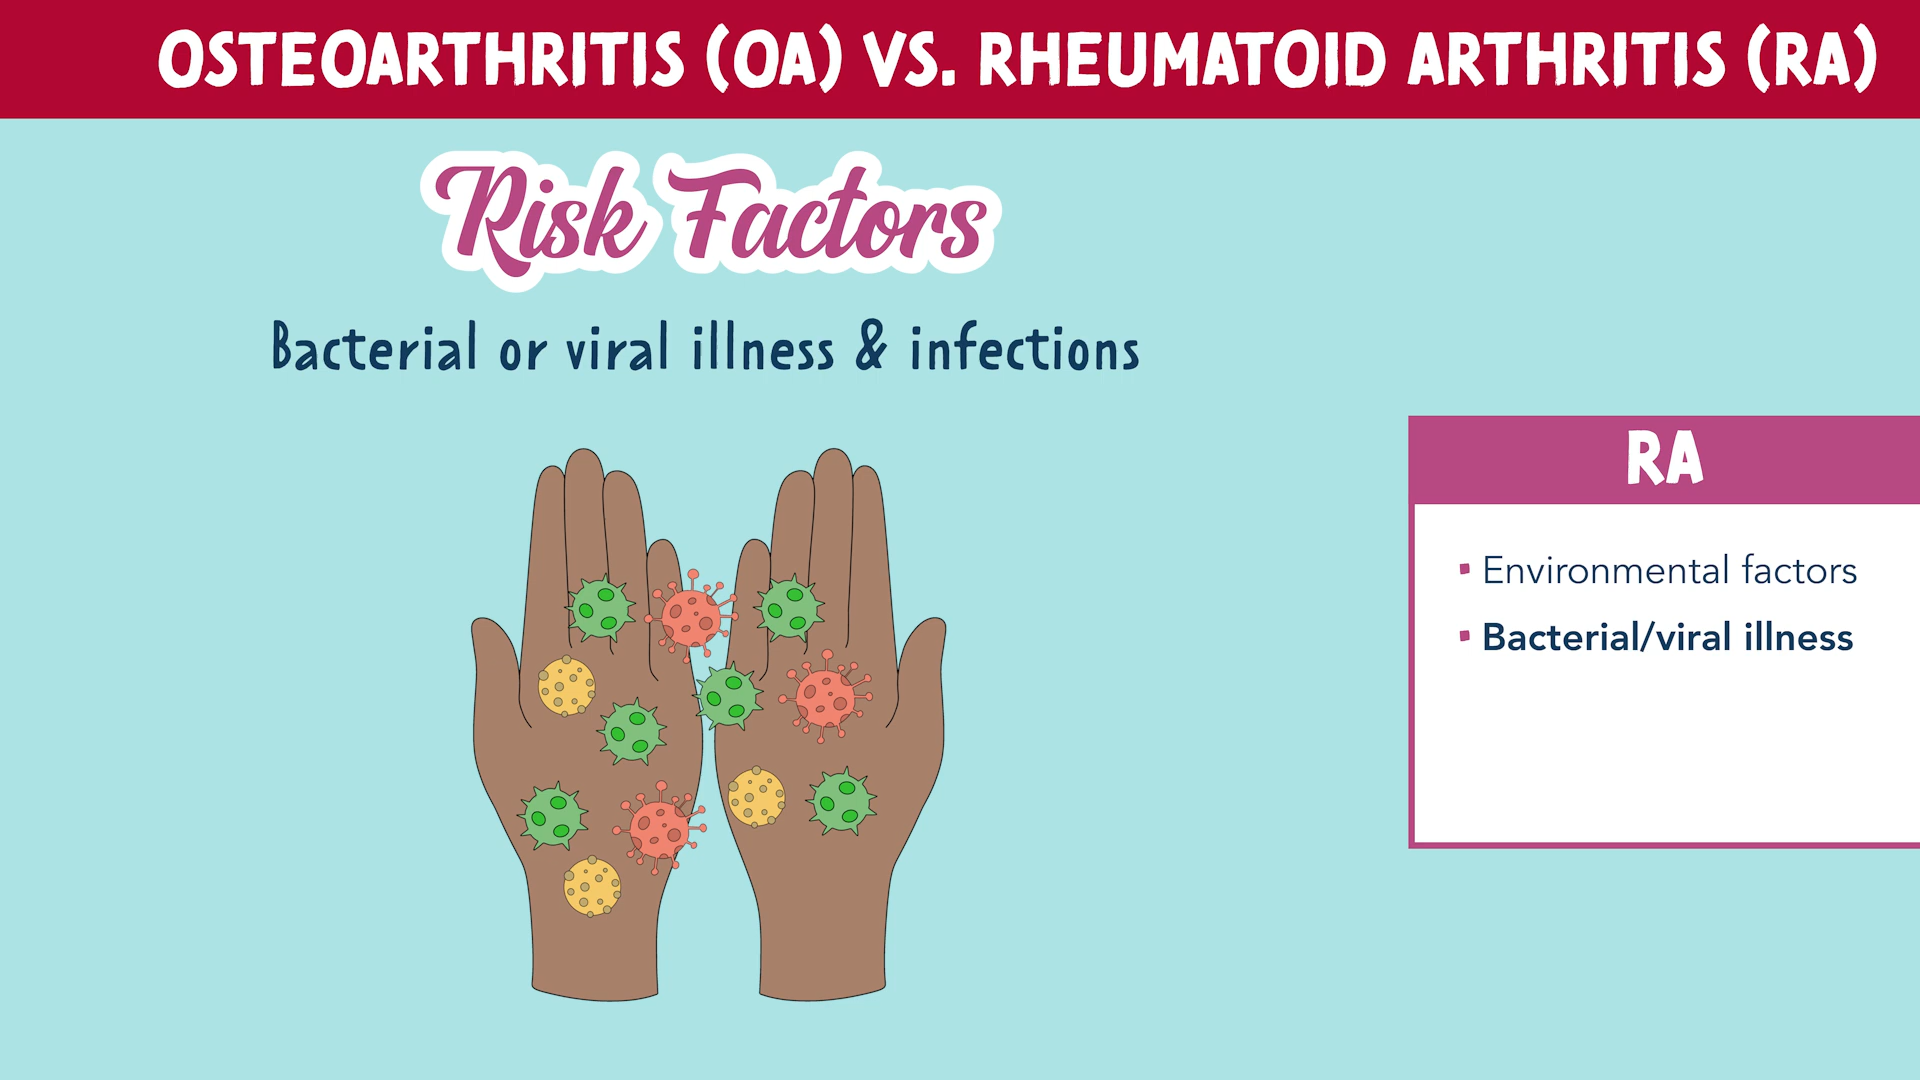 OSTEOARTHRITIS (OA) VS. RHEUMATOID ARTHRITIS (RA)
Risk Factors
Bacterial or viral illness & infections
RA
▪ Environmental factors
▪ Bacterial/viral illness